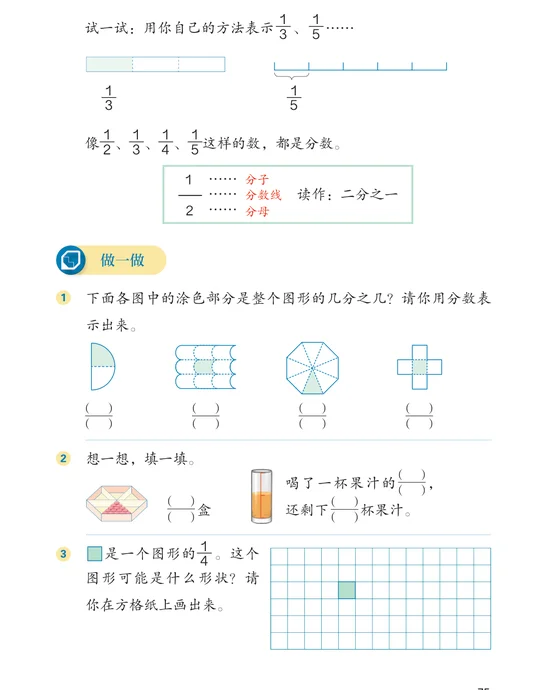 试一试：用你自己的方法表示1/3、1/5……
1/3 1/5
像1/2、1/3、1/4、1/5这样的数，都是分数。
1 …… 分子
—— …… 分数线 读作：二分之一
2 …… 分母
做一做
1 下面各图中的涂色部分是整个图形的几分之几？请你用分数表
示出来。
( )/( ) ( )/( ) ( )/( ) ( )/( )
2 想一想，填一填。
( )/( )盒
喝了一杯果汁的( )/( )，
还剩下( )/( )杯果汁。
3 是一个图形的1/4。这个
图形可能是什么形状？请
你在方格纸上画出来。